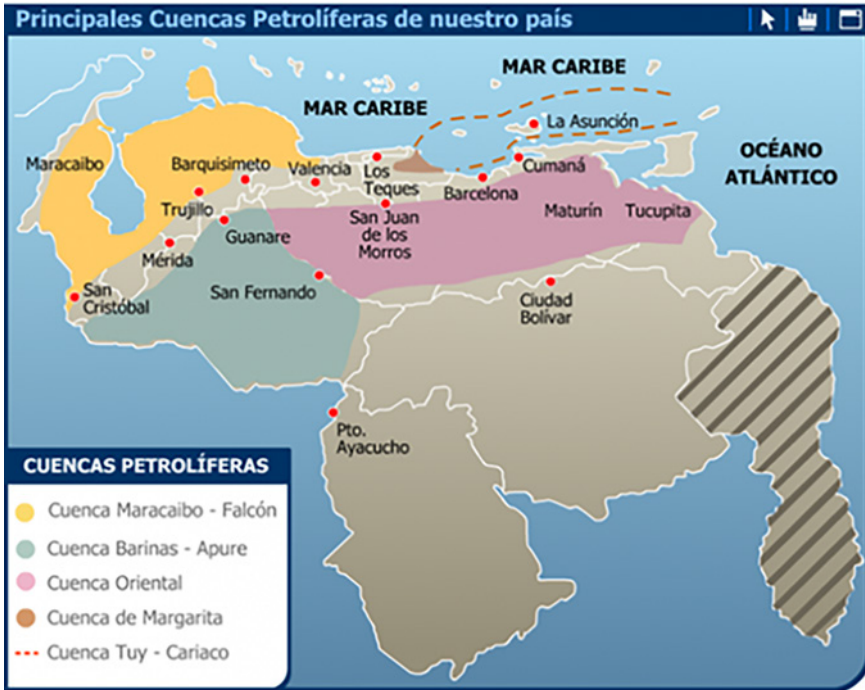 Principales Cuencas Petrolíferas de nuestro país
MAR CARIBE
MAR CARIBE
La Asunción
OCÉANO
ATLÁNTICO
Maracaibo
Barquisimeto
Valencia
Los
Teques
Cumaná
Barcelona
Trujillo
San Juan
de los
Morros
Maturín
Tucupita
Guanare
Mérida
San
Cristóbal
San Fernando
Ciudad
Bolívar
Pto.
Ayacucho
CUENCAS PETROLÍFERAS
Cuenca Maracaibo - Falcón
Cuenca Barinas - Apure
Cuenca Oriental
Cuenca de Margarita
Cuenca Tuy - Cariaco